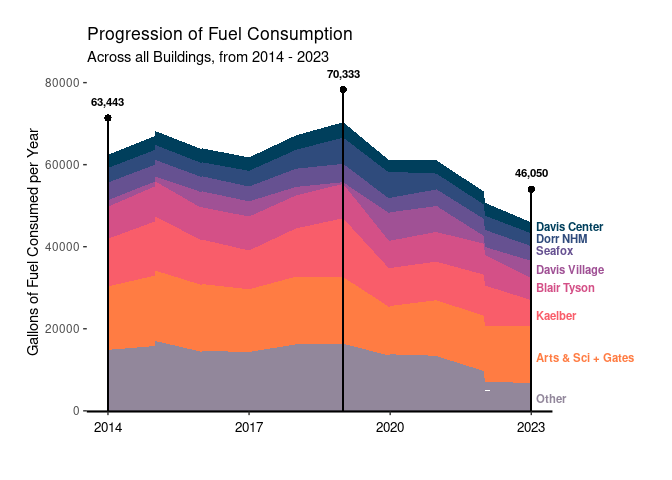 Progression of Fuel Consumption
Across all Buildings, from 2014 - 2023
Gallons of Fuel Consumed per Year
80000
60000
40000
20000
0
63,443
70,333
46,050
Davis Center
Dorr NHM
Seafox
Davis Village
Blair Tyson
Kaelber
Arts & Sci + Gates
Other
2014
2017
2020
2023